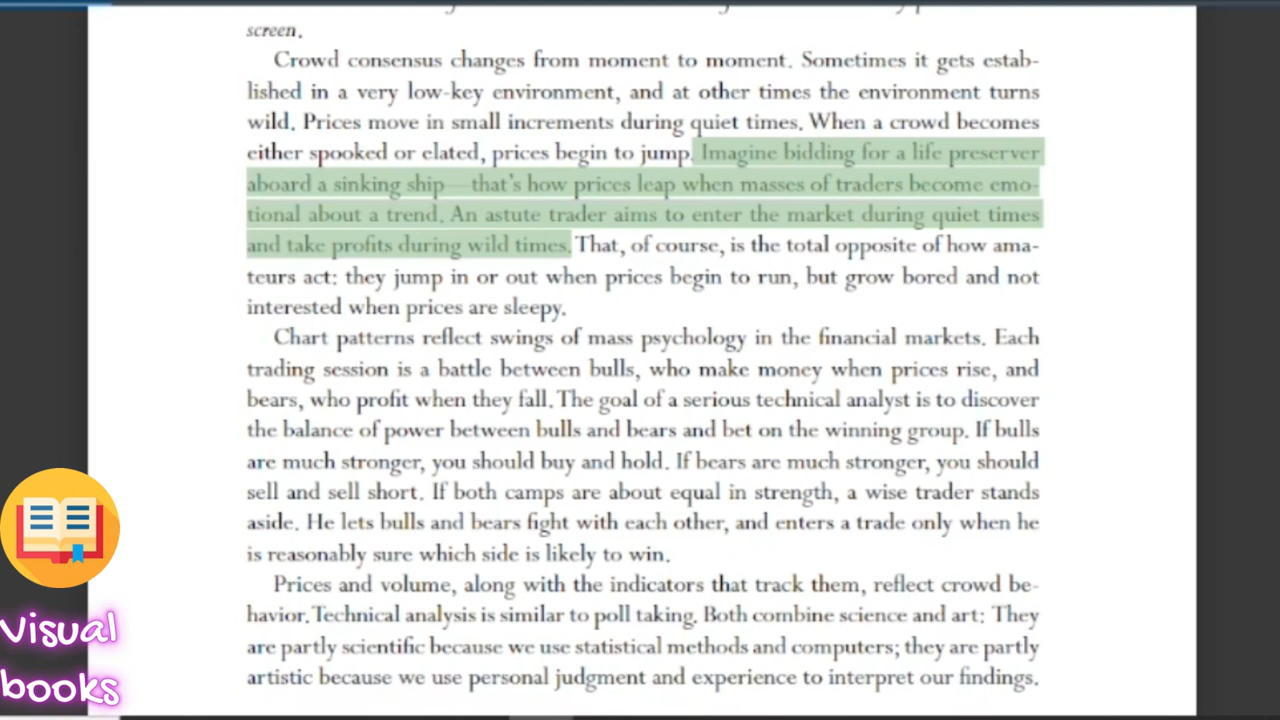 screen.
Crowd consensus changes from moment to moment. Sometimes it gets estab-
lished in a very low-key environment, and at other times the environment turns
wild. Prices move in small increments during quiet times. When a crowd becomes
either spooked or elated, prices begin to jump. Imagine bidding for a life preserver
aboard a sinking ship—that's how prices leap when masses of traders become emo-
tional about a trend. An astute trader aims to enter the market during quiet times
and take profits during wild times. That, of course, is the total opposite of how ama-
teurs act: they jump in or out when prices begin to run, but grow bored and not
interested when prices are sleepy.
Chart patterns reflect swings of mass psychology in the financial markets. Each
trading session is a battle between bulls, who make money when prices rise, and
bears, who profit when they fall. The goal of a serious technical analyst is to discover
the balance of power between bulls and bears and bet on the winning group. If bulls
are much stronger, you should buy and hold. If bears are much stronger, you should
sell and sell short. If both camps are about equal in strength, a wise trader stands
aside. He lets bulls and bears fight with each other, and enters a trade only when he
is reasonably sure which side is likely to win.
Prices and volume, along with the indicators that track them, reflect crowd be-
havior. Technical analysis is similar to poll taking. Both combine science and art: They
are partly scientific because we use statistical methods and computers; they are partly
artistic because we use personal judgment and experience to interpret our findings.
Visual
books